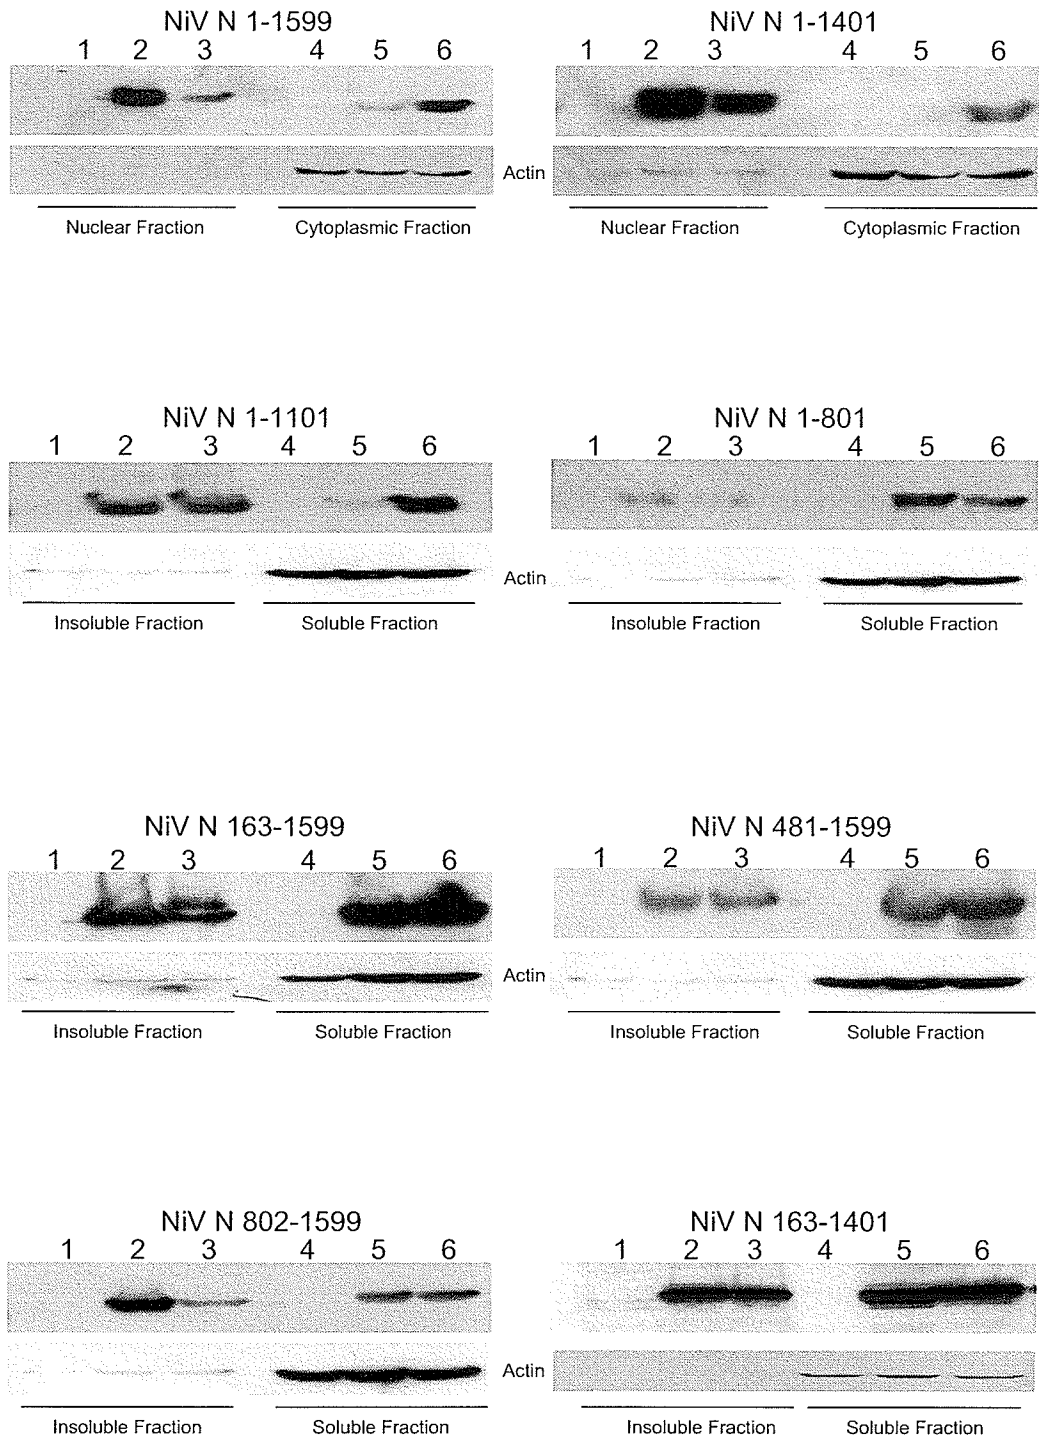 NiV N 1-1599
1 2 3 4 5 6
Actin
Nuclear Fraction Cytoplasmic Fraction
NiV N 1-1401
1 2 3 4 5 6
Nuclear Fraction Cytoplasmic Fraction
NiV N 1-1101
1 2 3 4 5 6
Actin
Insoluble Fraction Soluble Fraction
NiV N 1-801
1 2 3 4 5 6
Insoluble Fraction Soluble Fraction
NiV N 163-1599
1 2 3 4 5 6
Actin
Insoluble Fraction Soluble Fraction
NiV N 481-1599
1 2 3 4 5 6
Insoluble Fraction Soluble Fraction
NiV N 802-1599
1 2 3 4 5 6
Actin
Insoluble Fraction Soluble Fraction
NiV N 163-1401
1 2 3 4 5 6
Insoluble Fraction Soluble Fraction